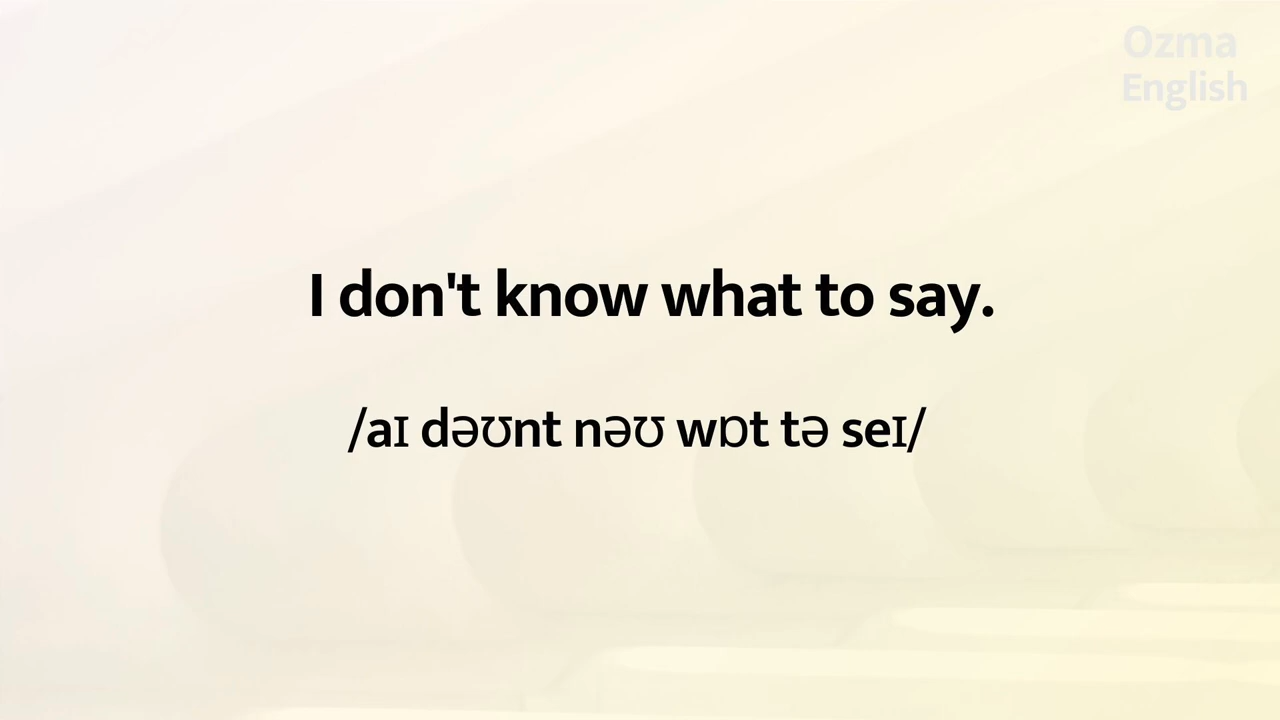 Ozma
English
I don't know what to say.
/aɪ dəʊnt nəʊ wɒt tə seɪ/